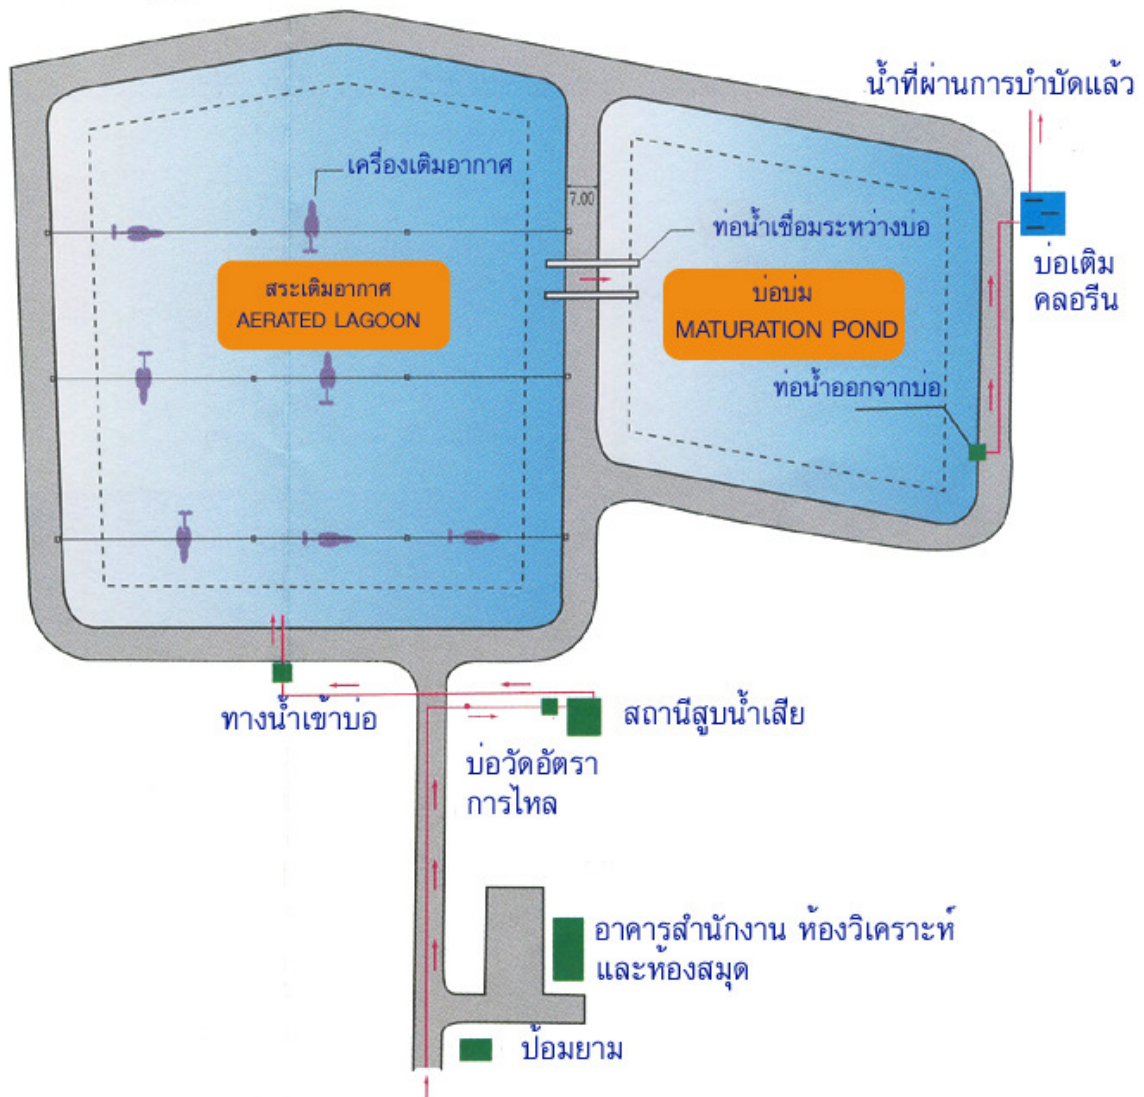 น้ำที่ผ่านการบำบัดแล้ว
เครื่องเติมอากาศ
7.00
ท่อน้ำเชื่อมระหว่างบ่อ
บ่อเติม
คลอรีน
สระเติมอากาศ
AERATED LAGOON
บ่อบ่ม
MATURATION POND
ท่อน้ำออกจากบ่อ
ทางน้ำเข้าบ่อ
สถานีสูบน้ำเสีย
บ่อวัดอัตรา
การไหล
อาคารสำนักงาน ห้องวิเคราะห์
และห้องสมุด
ป้อมยาม